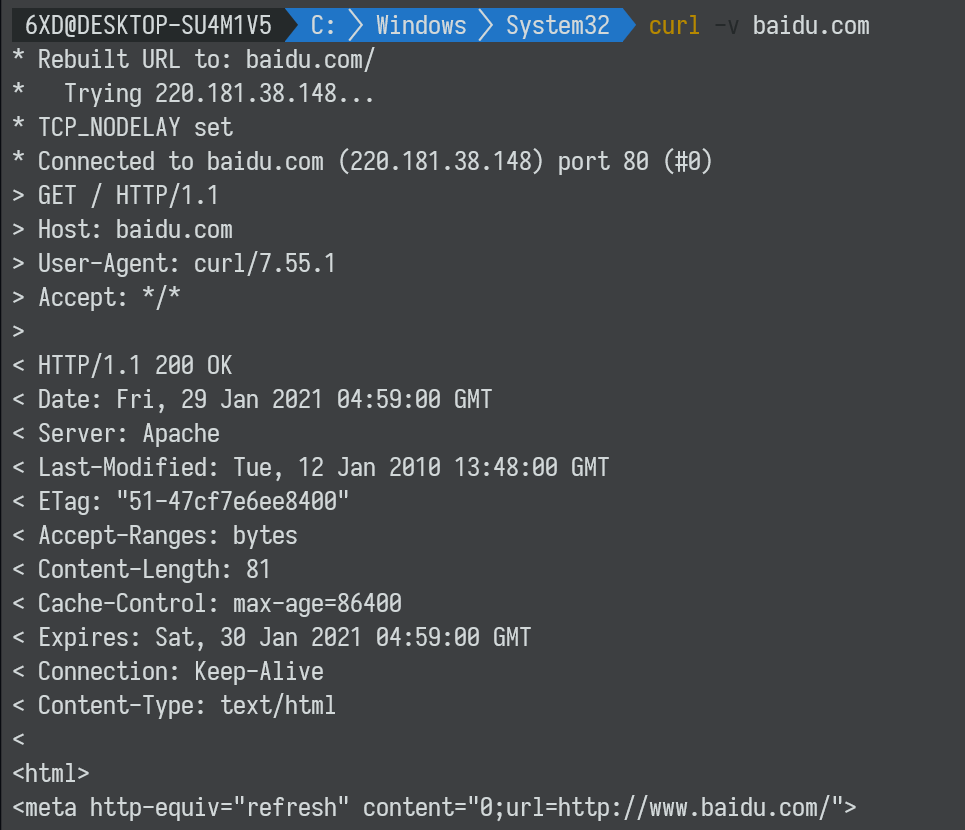 6XD@DESKTOP-SU4M1V5 C: Windows System32 curl -v baidu.com
* Rebuilt URL to: baidu.com/
*   Trying 220.181.38.148...
* TCP_NODELAY set
* Connected to baidu.com (220.181.38.148) port 80 (#0)
> GET / HTTP/1.1
> Host: baidu.com
> User-Agent: curl/7.55.1
> Accept: */*
>
< HTTP/1.1 200 OK
< Date: Fri, 29 Jan 2021 04:59:00 GMT
< Server: Apache
< Last-Modified: Tue, 12 Jan 2010 13:48:00 GMT
< ETag: "51-47cf7e6ee8400"
< Accept-Ranges: bytes
< Content-Length: 81
< Cache-Control: max-age=86400
< Expires: Sat, 30 Jan 2021 04:59:00 GMT
< Connection: Keep-Alive
< Content-Type: text/html
<
<html>
<meta http-equiv="refresh" content="0;url=http://www.baidu.com/">